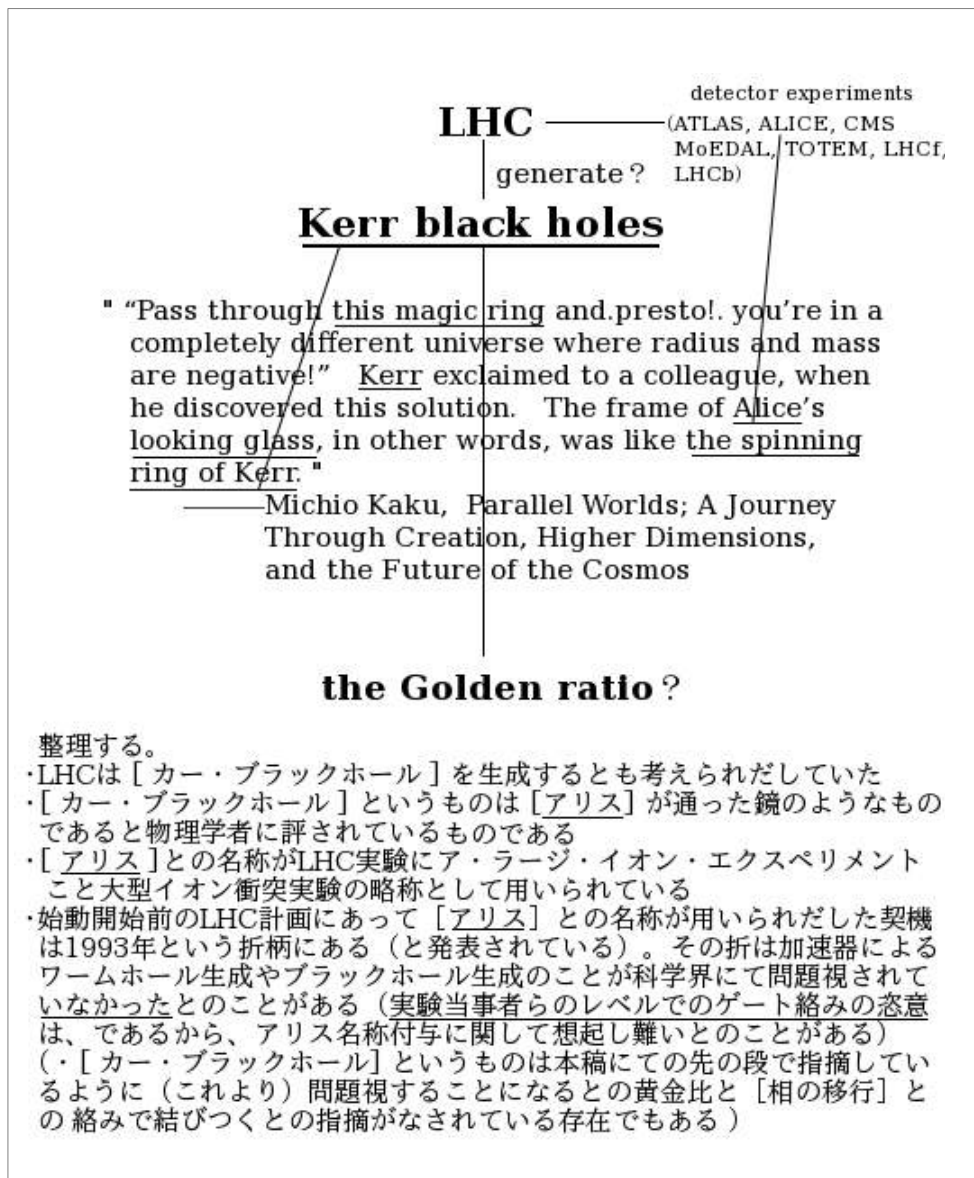 detector experiments
LHC
(ATLAS, ALICE, CMS
MoEDAL, TOTEM, LHCf,
LHCb)
generate？
Kerr black holes
" “Pass through this magic ring and.presto!. you’re in a
completely different universe where radius and mass
are negative!” Kerr exclaimed to a colleague, when
he discovered this solution. The frame of Alice’s
looking glass, in other words, was like the spinning
ring of Kerr. "
Michio Kaku, Parallel Worlds; A Journey
Through Creation, Higher Dimensions,
and the Future of the Cosmos
the Golden ratio？
整理する。
・LHCは［カー・ブラックホール］を生成するとも考えられだしていた
・［カー・ブラックホール］というものは［アリス］が通った鏡のようなもの
であると物理学者に評されているものである
・［アリス］との名称がLHC実験にア・ラージ・イオン・エクスペリメント
こと大型イオン衝突実験の略称として用いられている
・始動開始前のLHC計画にあって［アリス］との名称が用いられだした契機
は1993年という折柄にある（と発表されている）。その折は加速器による
ワームホール生成やブラックホール生成のことが科学界にて問題視されて
いなかったとのことがある（実験当事者らのレベルでのゲート絡みの恣意
は、であるから、アリス名称付与に関して想起し難いとのことがある）
（・［カー・ブラックホール］というものは本稿にての先の段で指摘してい
るように（これより）問題視することになるとの黄金比と［相の移行］と
の 絡みで結びつくとの指摘がなされている存在でもある ）